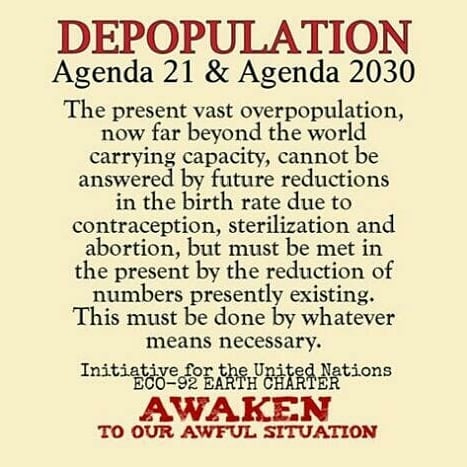 DEPOPULATION
Agenda 21 & Agenda 2030
The present vast overpopulation,
now far beyond the world
carrying capacity, cannot be
answered by future reductions
in the birth rate due to
contraception, sterilization and
abortion, but must be met in
the present by the reduction of
numbers presently existing.
This must be done by whatever
means necessary.
Initiative for the United Nations
ECO-92 EARTH CHARTER
AWAKEN
TO OUR AWFUL SITUATION